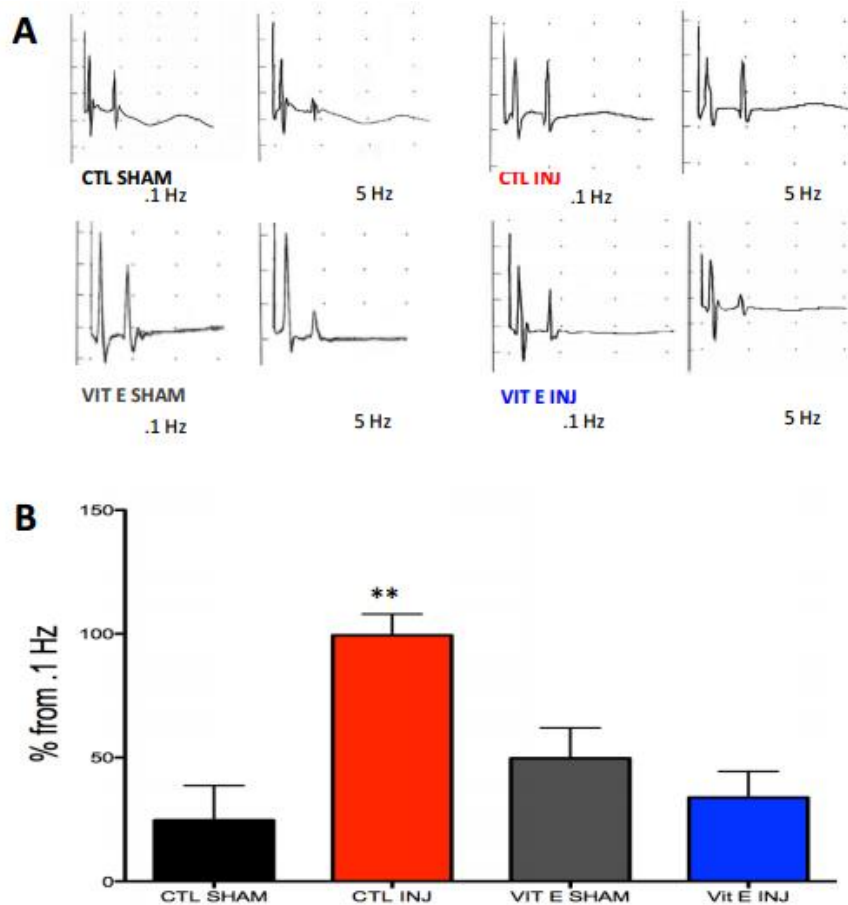 A
CTL SHAM
.1 Hz
5 Hz
CTL INJ
.1 Hz
5 Hz
VIT E SHAM
.1 Hz
5 Hz
VIT E INJ
.1 Hz
5 Hz
B
% from .1 Hz
150
100
50
0
**
CTL SHAM
CTL INJ
VIT E SHAM
Vit E INJ